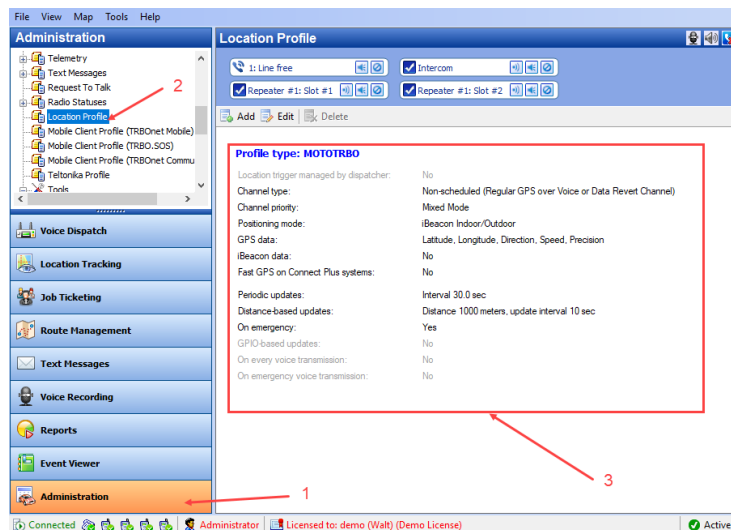 File View Map Tools Help
Administration
Location Profile
Telemetry
Text Messages
Request To Talk
Radio Statuses
Location Profile
Mobile Client Profile (TRBOnet Mobile)
Mobile Client Profile (TRBO.SOS)
Mobile Client Profile (TRBOnet Commu
Teltonika Profile
Tools
2
Voice Dispatch
Location Tracking
Job Ticketing
Route Management
Text Messages
Voice Recording
Reports
Event Viewer
Administration
1
1: Line free
Intercom
Repeater #1: Slot #1
Repeater #1: Slot #2
Add Edit Delete
Profile type: MOTOTRBO
Location trigger managed by dispatcher: No
Channel type: Non-scheduled (Regular GPS over Voice or Data Revert Channel)
Channel priority: Mixed Mode
Positioning mode: iBeacon Indoor/Outdoor
GPS data: Latitude, Longitude, Direction, Speed, Precision
iBeacon data: No
Fast GPS on Connect Plus systems: No
Periodic updates: Interval 30.0 sec
Distance-based updates: Distance 1000 meters, update interval 10 sec
On emergency: Yes
GPIO-based updates: No
On every voice transmission: No
On emergency voice transmission: No
3
Connected Administrator Licensed to: demo (Walt) (Demo License) Active